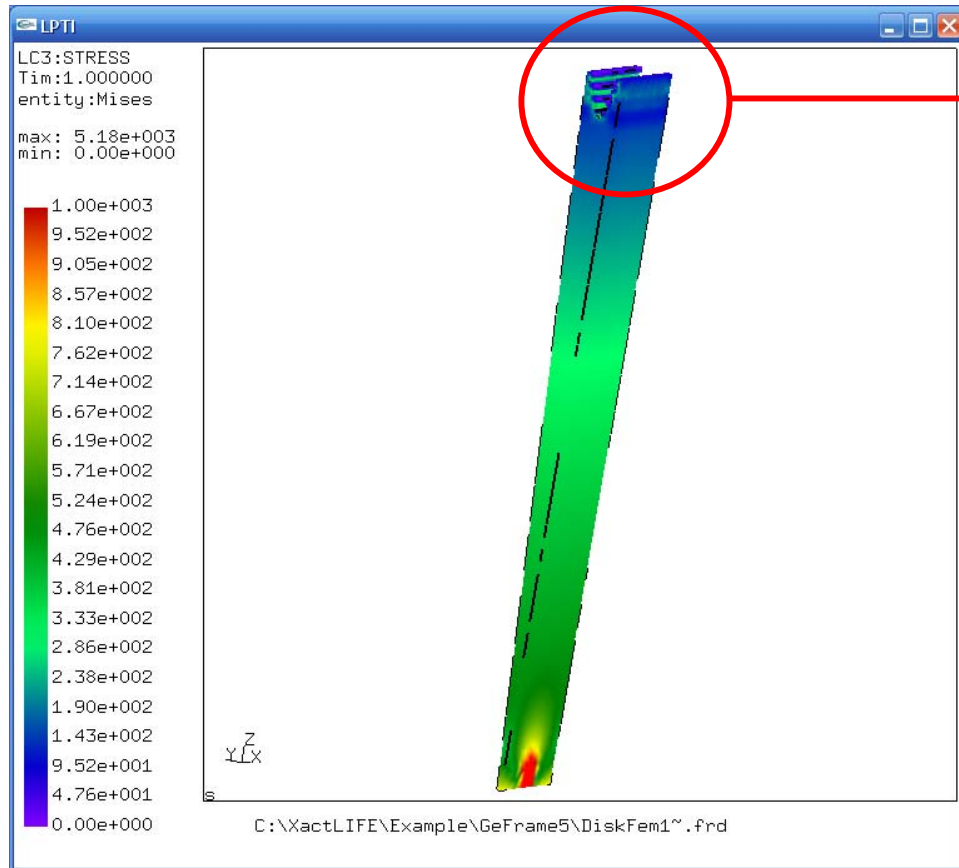 LPTI
LC3:STRESS
Tim:1.000000
entity:Mises
max: 5.18e+003
min: 0.00e+000
1.00e+003
9.52e+002
9.05e+002
8.57e+002
8.10e+002
7.62e+002
7.14e+002
6.67e+002
6.19e+002
5.71e+002
5.24e+002
4.76e+002
4.29e+002
3.81e+002
3.33e+002
2.86e+002
2.38e+002
1.90e+002
1.43e+002
9.52e+001
4.76e+001
0.00e+000
Z
Y X
s
C:\XactLIFE\Example\GeFrame5\DiskFem1~.frd